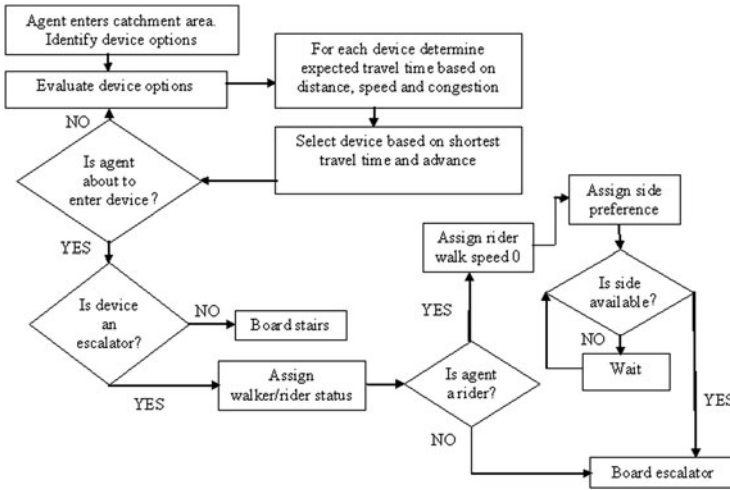 Agent enters catchment area.
Identify device options
Evaluate device options
For each device determine
expected travel time based on
distance, speed and congestion
Select device based on shortest
travel time and advance
NO
Is agent
about to
enter device?
YES
Is device
an
escalator?
NO
Board stairs
YES
Assign
walker/rider status
Is agent
a rider?
YES
Assign rider
walk speed 0
Assign side
preference
Is side
available?
NO
Wait
YES
NO
Board escalator